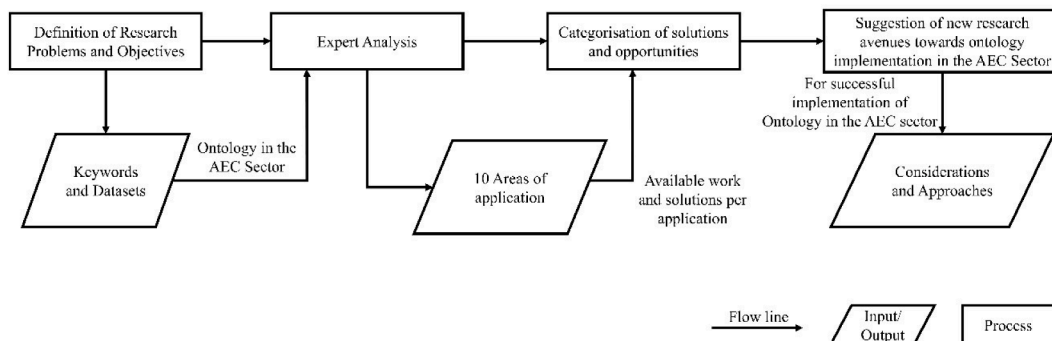 Definition of Research
Problems and Objectives
Expert Analysis
Categorisation of solutions
and opportunities
Suggestion of new research
avenues towards ontology
implementation in the AEC Sector
For successful
implementation of
Ontology in the AEC sector
Keywords
and Datasets
Ontology in the
AEC Sector
10 Areas of
application
Available work
and solutions per
application
Considerations
and Approaches
Flow line
Input/
Output
Process